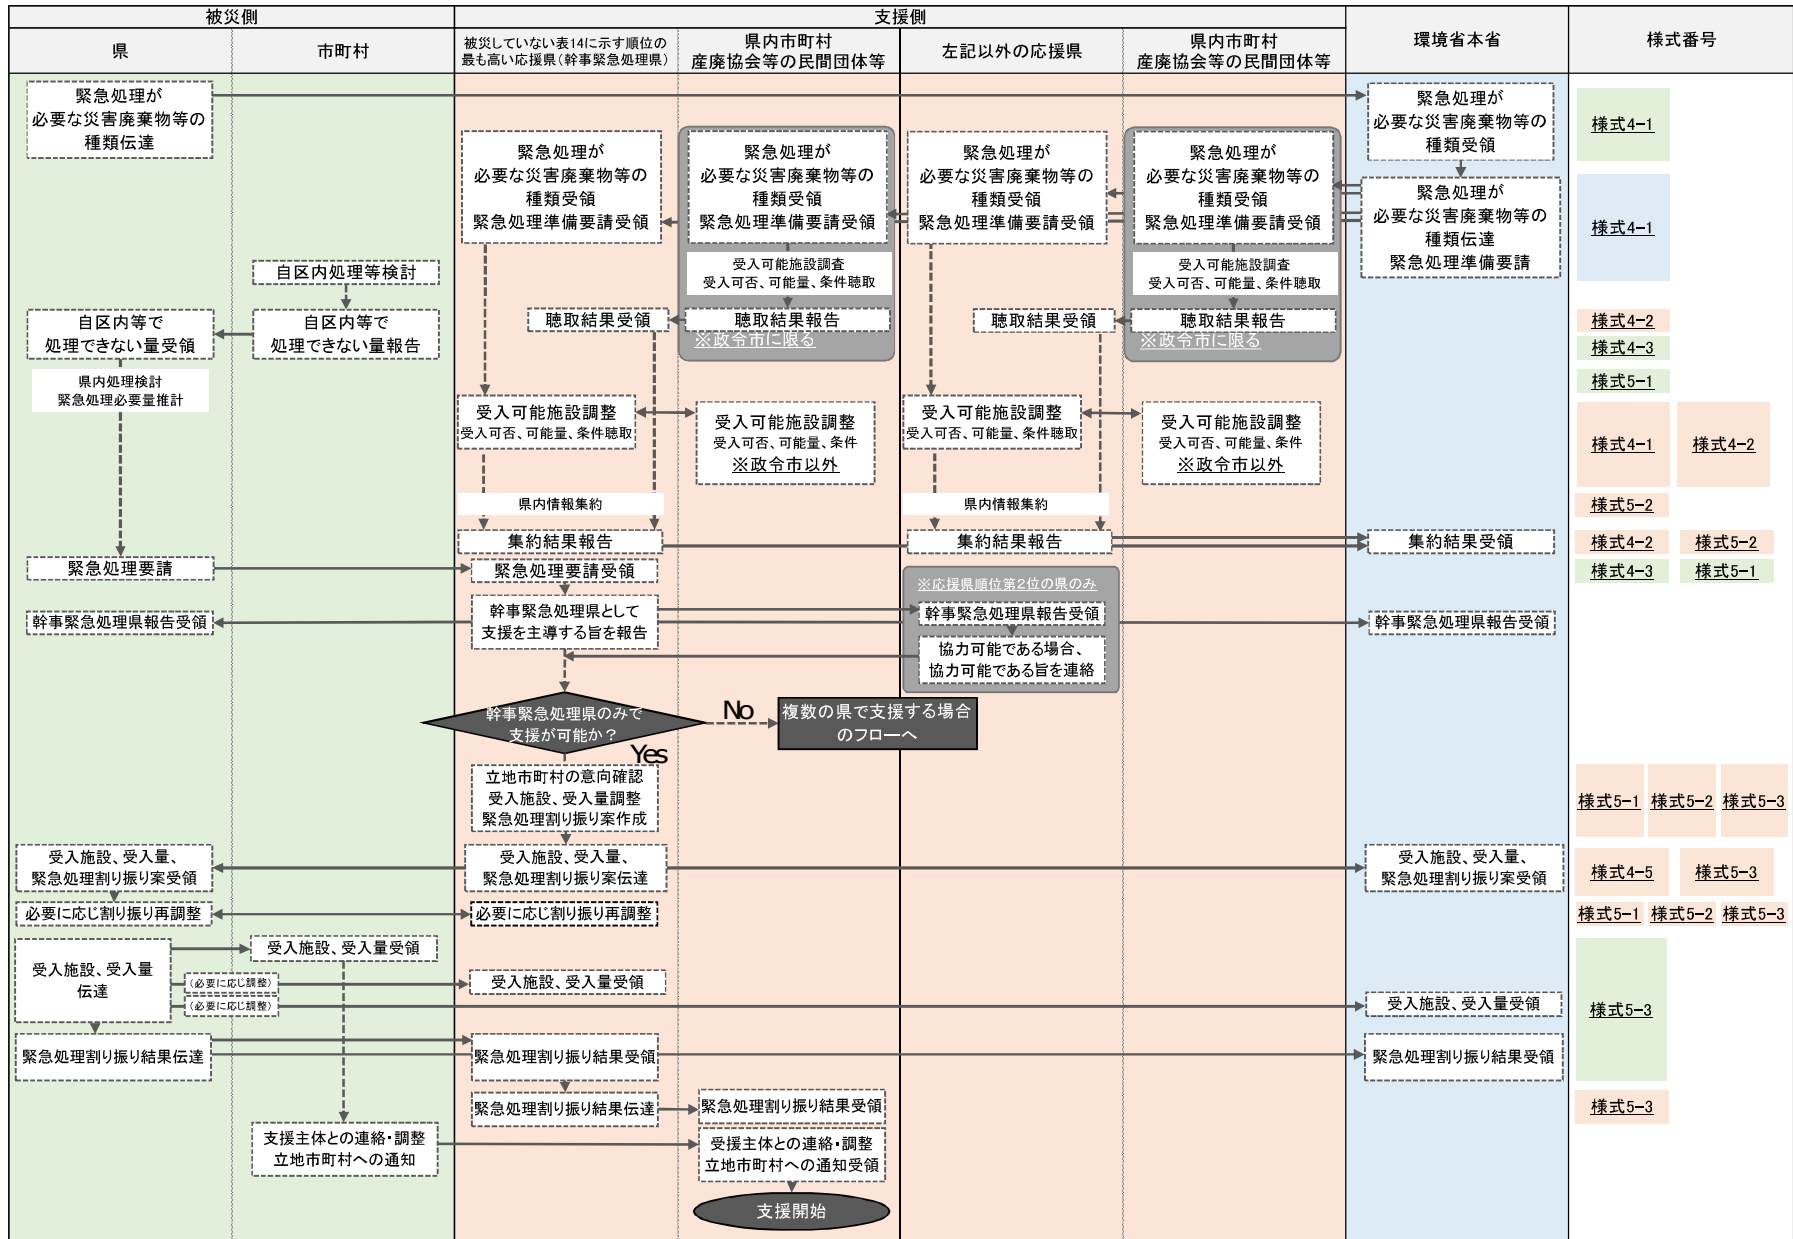 被災側
支援側
県
市町村
被災していない表14に示す順位の
最も高い応援県(幹事緊急処理県)
県内市町村
産廃協会等の民間団体等
左記以外の応援県
県内市町村
産廃協会等の民間団体等
環境省本省
様式番号
緊急処理が
必要な災害廃棄物等の
種類伝達
緊急処理が
必要な災害廃棄物等の
種類受領
様式4-1
緊急処理が
必要な災害廃棄物等の
種類受領
緊急処理準備要請受領
緊急処理が
必要な災害廃棄物等の
種類受領
緊急処理準備要請受領
緊急処理が
必要な災害廃棄物等の
種類受領
緊急処理準備要請受領
緊急処理が
必要な災害廃棄物等の
種類受領
緊急処理準備要請受領
緊急処理が
必要な災害廃棄物等の
種類伝達
緊急処理準備要請
様式4-1
自区内処理等検討
受入可能施設調査
受入可否、可能量、条件聴取
受入可能施設調査
受入可否、可能量、条件聴取
自区内等で
処理できない量受領
自区内等で
処理できない量報告
聴取結果受領
聴取結果報告
※政令市に限る
聴取結果受領
聴取結果報告
※政令市に限る
様式4-2
様式4-3
県内処理検討
緊急処理必要量推計
様式5-1
受入可能施設調整
受入可否、可能量、条件聴取
受入可能施設調整
受入可否、可能量、条件
※政令市以外
受入可能施設調整
受入可否、可能量、条件聴取
受入可能施設調整
受入可否、可能量、条件
※政令市以外
様式4-1
様式4-2
県内情報集約
県内情報集約
様式5-2
集約結果報告
集約結果報告
集約結果受領
様式4-2
様式5-2
緊急処理要請
緊急処理要請受領
様式4-3
様式5-1
※応援県順位第2位の県のみ
幹事緊急処理県報告受領
幹事緊急処理県として
支援を主導する旨を報告
幹事緊急処理県報告受領
幹事緊急処理県報告受領
協力可能である場合、
協力可能である旨を連絡
幹事緊急処理県のみで
支援が可能か?
No
複数の県で支援する場合
のフローへ
Yes
立地市町村の意向確認
受入施設、受入量調整
緊急処理割り振り案作成
様式5-1
様式5-2
様式5-3
受入施設、受入量、
緊急処理割り振り案受領
受入施設、受入量、
緊急処理割り振り案伝達
受入施設、受入量、
緊急処理割り振り案受領
様式4-5
様式5-3
必要に応じ割り振り再調整
必要に応じ割り振り再調整
様式5-1
様式5-2
様式5-3
受入施設、受入量
伝達
受入施設、受入量受領
(必要に応じ調整)
受入施設、受入量受領
(必要に応じ調整)
受入施設、受入量受領
様式5-3
緊急処理割り振り結果伝達
緊急処理割り振り結果受領
緊急処理割り振り結果受領
緊急処理割り振り結果伝達
緊急処理割り振り結果受領
様式5-3
支援主体との連絡・調整
立地市町村への通知
受援主体との連絡・調整
立地市町村への通知受領
支援開始